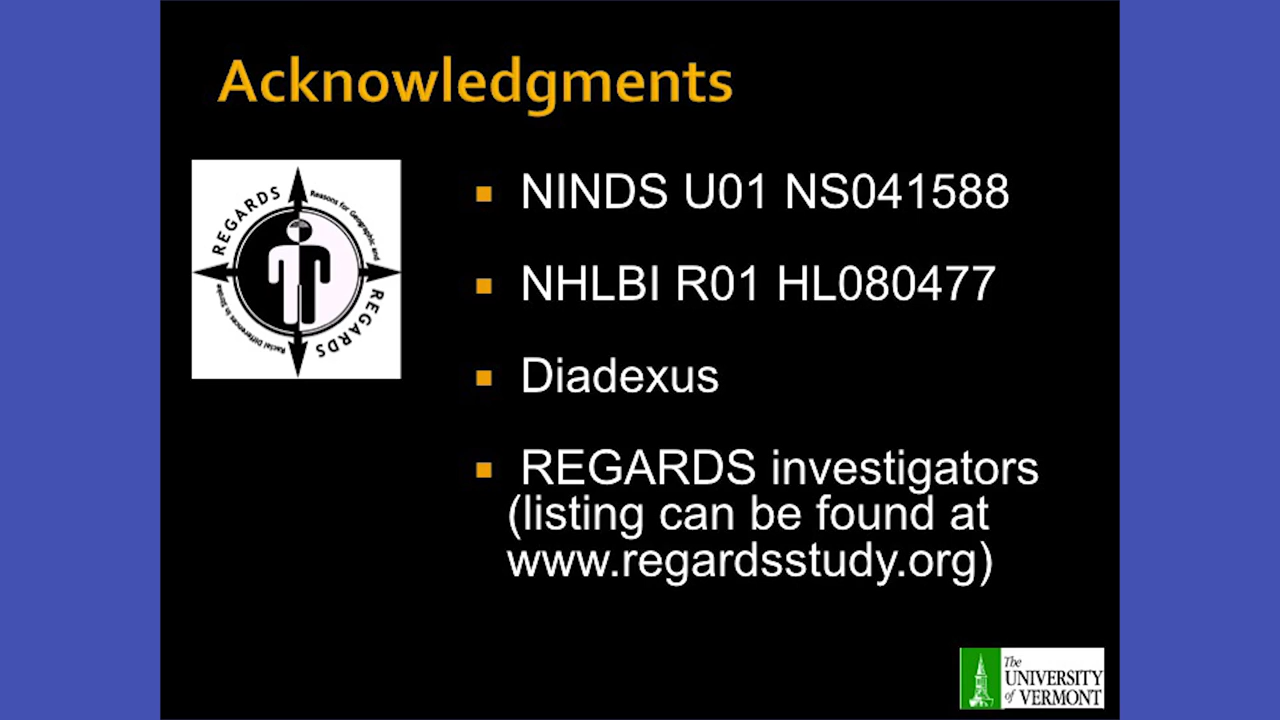 Acknowledgments
REGARDS
Reasons for Geographic and
REGARDS
Racial Differences in Stroke
NINDS U01 NS041588
NHLBI R01 HL080477
Diadexus
REGARDS investigators
(listing can be found at
www.regardsstudy.org)
The
UNIVERSITY
of VERMONT